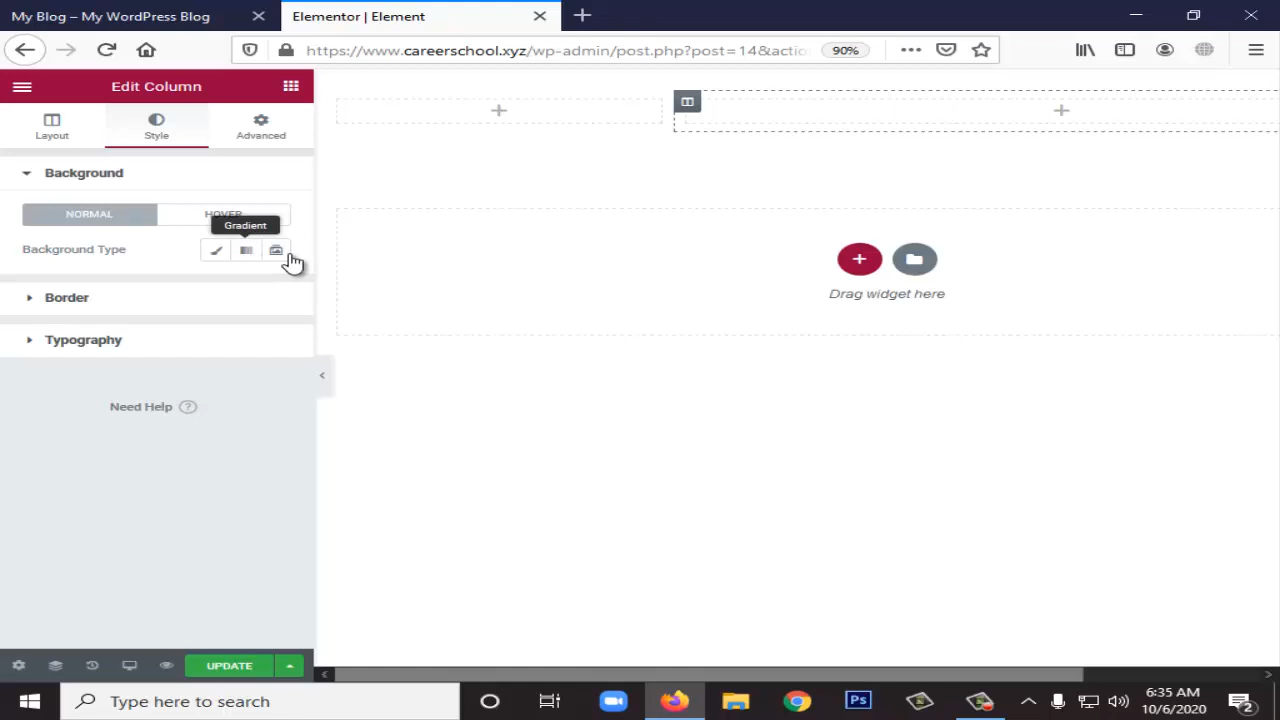 My Blog – My WordPress Blog
Elementor | Element
https://www.careerschool.xyz/wp-admin/post.php?post=14&actio
90%
Edit Column
Layout
Style
Advanced
Background
NORMAL
HOVER
Gradient
Background Type
Border
Typography
Need Help ?
Drag widget here
UPDATE
Type here to search
Ps
6:35 AM
10/6/2020
2